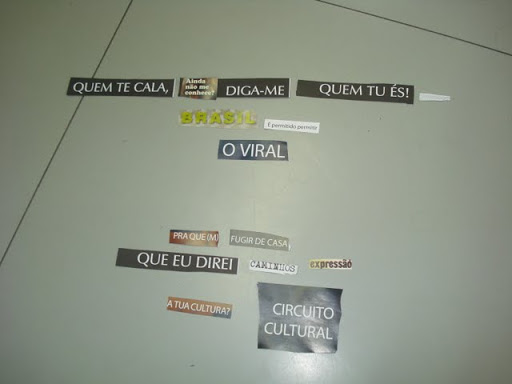 QUEM TE CALA, Ainda não me conhece? DIGA-ME QUEM TU ÉS!
BRASIL É permitido permitir
O VIRAL
PRA QUE(M) FUGIR DE CASA
QUE EU DIREI CAMINHOS expressão
A TUA CULTURA? CIRCUITO
CULTURAL